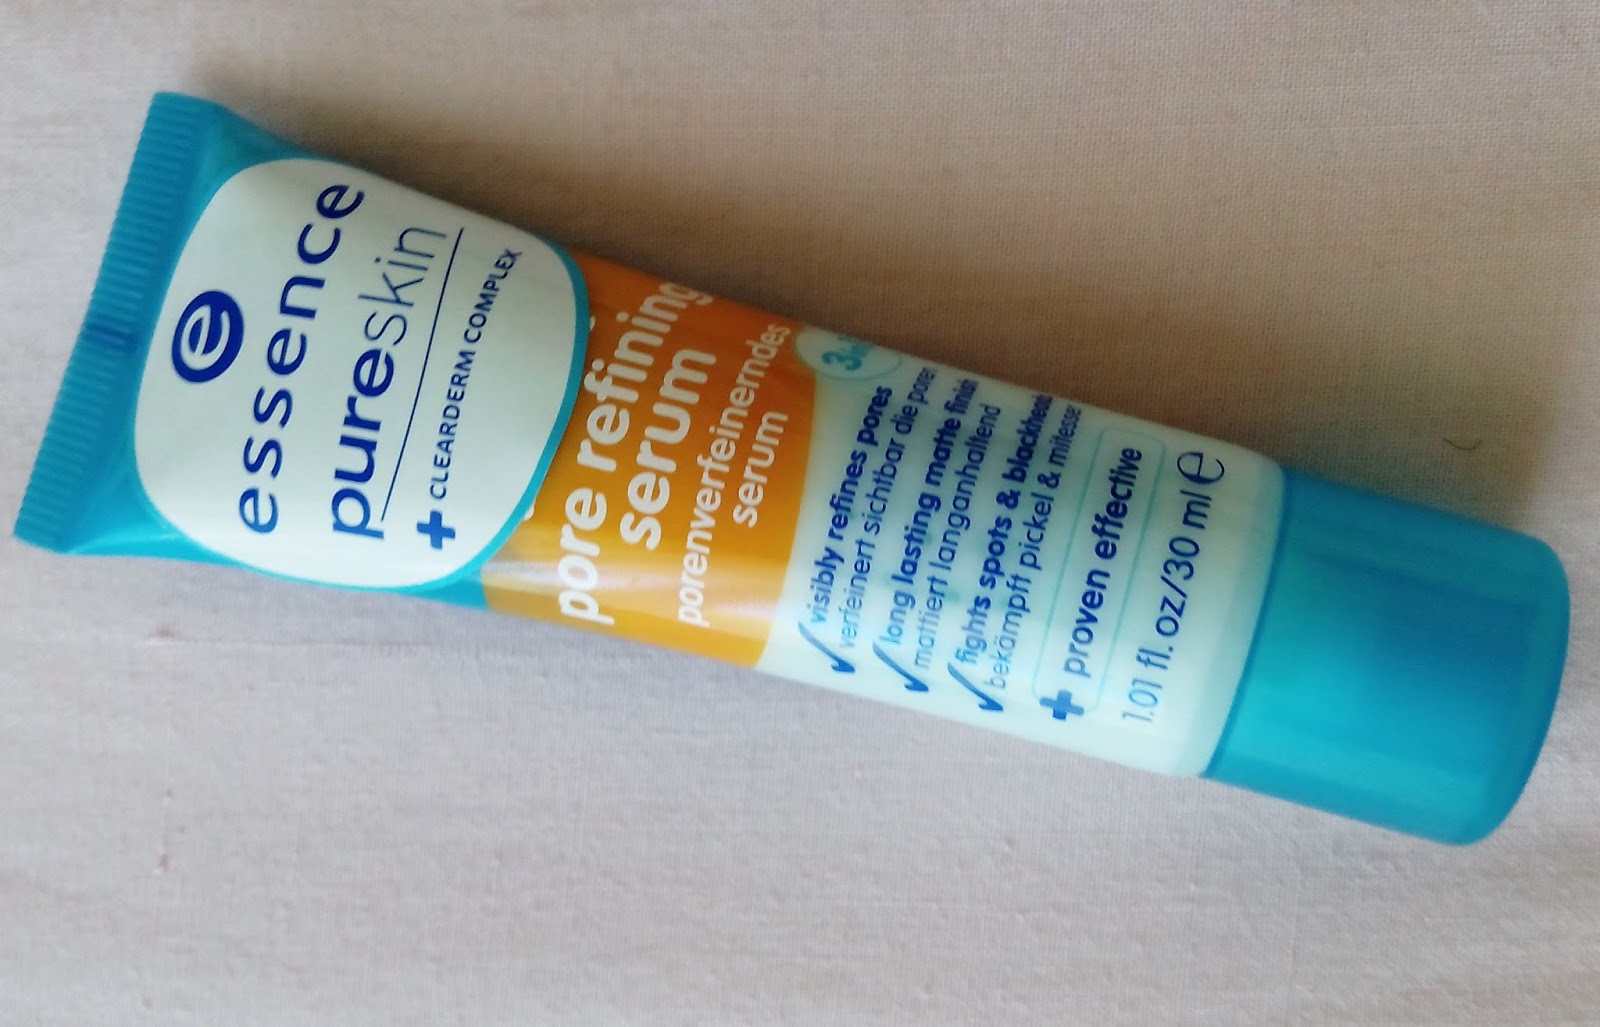 e
essence
pureskin
+ CLEARDERM COMPLEX
pore refining
serum
porenverfeinerndes
serum
3
✓ visibly refines pores
verfeinert sichtbar die poren
✓ long lasting matte finish
mattiert langanhaltend
✓ fights spots & blackheads
bekämpft pickel & mitesser
+ proven effective
1.01 fl. oz/30 ml e